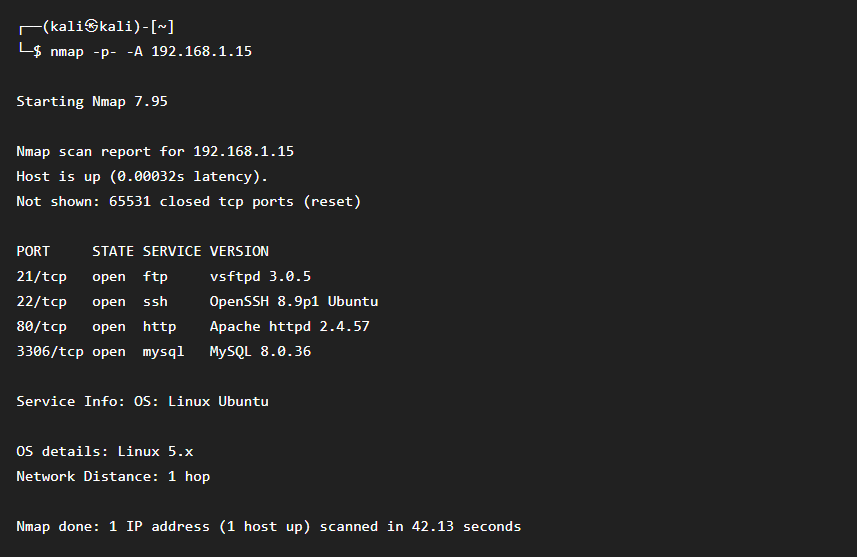 ┌──(kali㉿kali)-[~]
└─$ nmap -p- -A 192.168.1.15
Starting Nmap 7.95
Nmap scan report for 192.168.1.15
Host is up (0.00032s latency).
Not shown: 65531 closed tcp ports (reset)
PORT     STATE SERVICE VERSION
21/tcp   open  ftp     vsftpd 3.0.5
22/tcp   open  ssh     OpenSSH 8.9p1 Ubuntu
80/tcp   open  http    Apache httpd 2.4.57
3306/tcp open  mysql   MySQL 8.0.36
Service Info: OS: Linux Ubuntu
OS details: Linux 5.x
Network Distance: 1 hop
Nmap done: 1 IP address (1 host up) scanned in 42.13 seconds